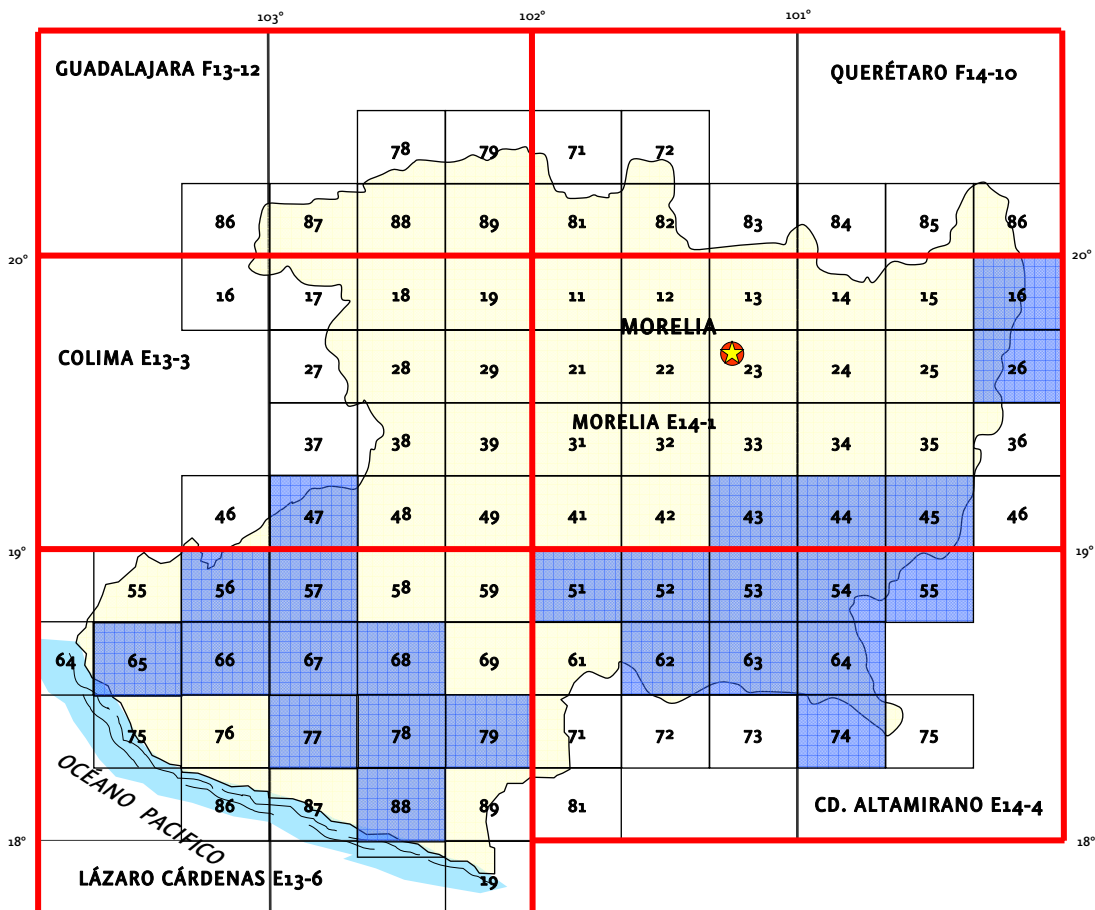 103° 102° 101°
GUADALAJARA F13-12 QUERÉTARO F14-10
78 79 71 72
86 87 88 89 81 82 83 84 85 86
20° 20°
16 17 18 19 11 12 13 14 15 16
MORELIA
COLIMA E13-3
27 28 29 21 22 23 24 25 26
MORELIA E14-1
37 38 39 31 32 33 34 35 36
46 47 48 49 41 42 43 44 45 46
19° 19°
55 56 57 58 59 51 52 53 54 55
64 65 66 67 68 69 61 62 63 64
75 76 77 78 79 71 72 73 74 75
OCÉANO PACIFICO
86 87 88 89 81
CD. ALTAMIRANO E14-4
18° 18°
LÁZARO CÁRDENAS E13-6
19